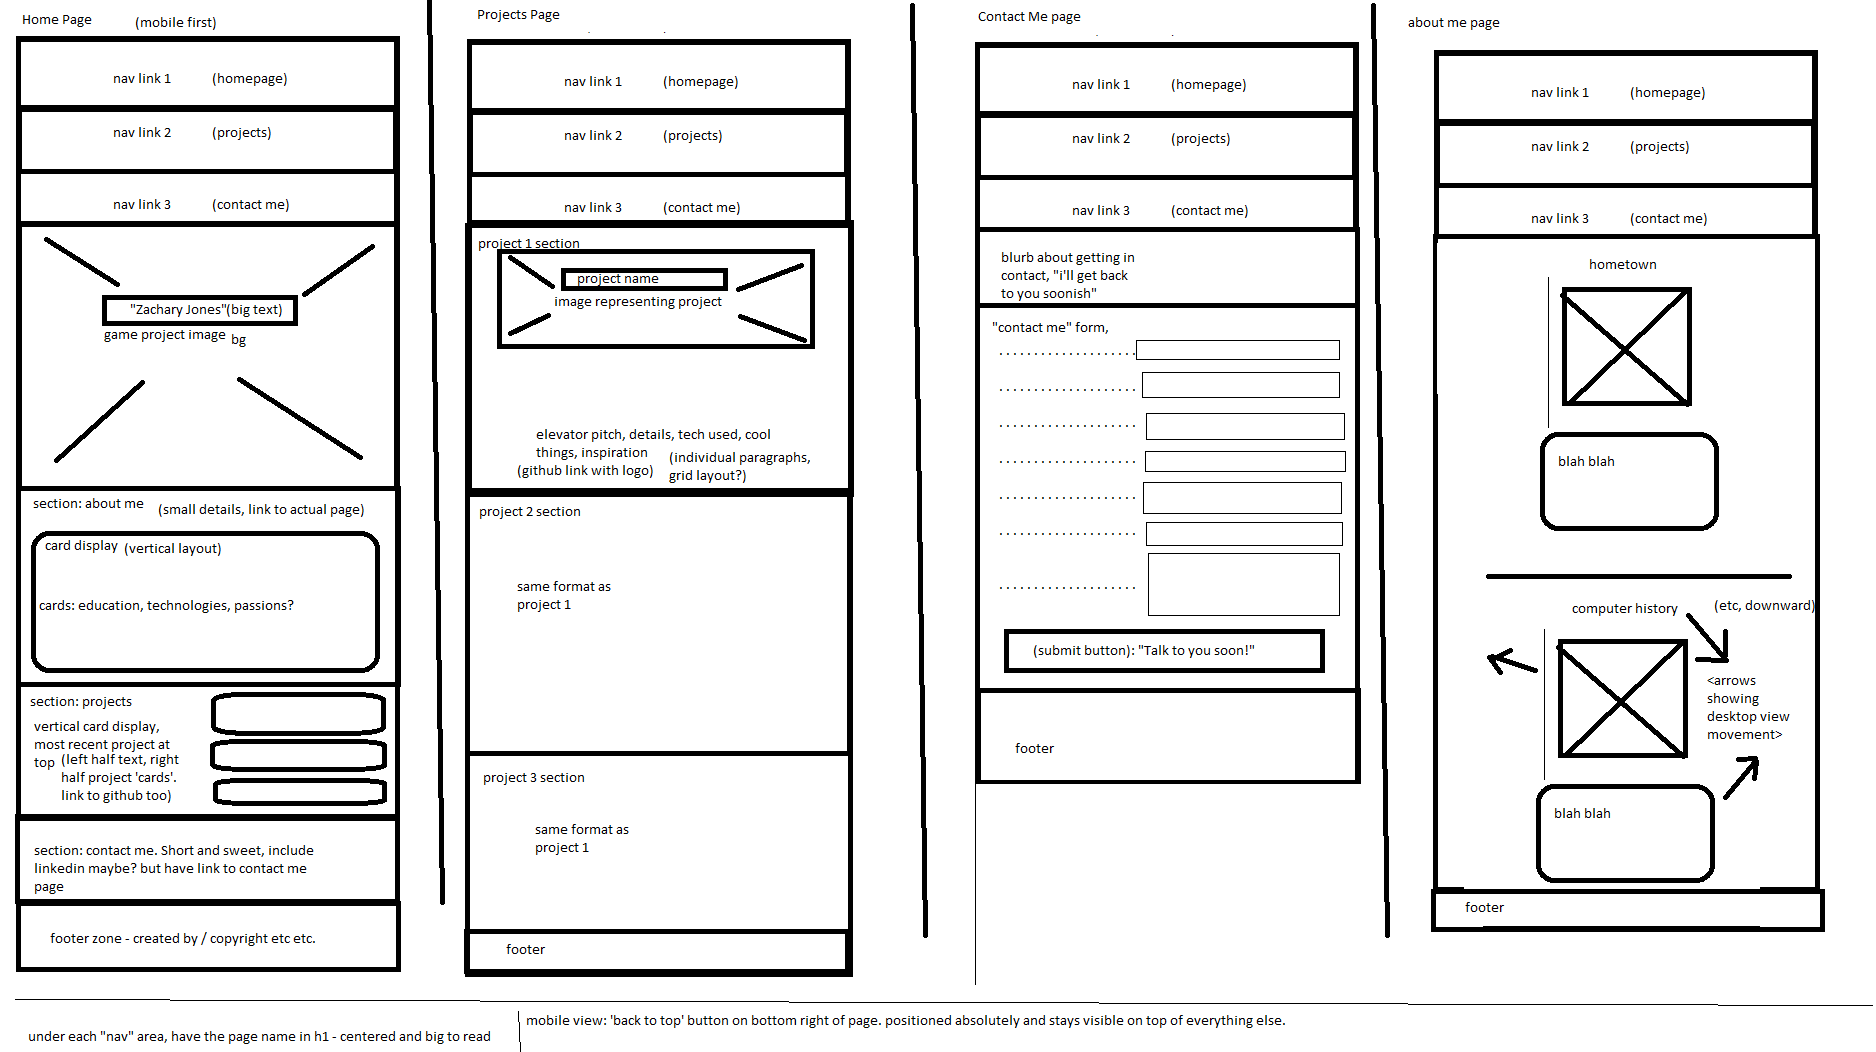 Home Page (mobile first)
nav link 1 (homepage)
nav link 2 (projects)
nav link 3 (contact me)
"Zachary Jones"(big text)
game project image bg
section: about me (small details, link to actual page)
card display (vertical layout)
cards: education, technologies, passions?
section: projects
vertical card display,
most recent project at
top (left half text, right
half project 'cards'.
link to github too)
section: contact me. Short and sweet, include
linkedin maybe? but have link to contact me
page
footer zone - created by / copyright etc etc.
Projects Page
nav link 1 (homepage)
nav link 2 (projects)
nav link 3 (contact me)
project 1 section
project name
image representing project
elevator pitch, details, tech used, cool
things, inspiration
(github link with logo)
(individual paragraphs,
grid layout?)
project 2 section
same format as
project 1
project 3 section
same format as
project 1
footer
Contact Me page
nav link 1 (homepage)
nav link 2 (projects)
nav link 3 (contact me)
blurb about getting in
contact, "i'll get back
to you soonish"
"contact me" form,
(submit button): "Talk to you soon!"
footer
about me page
nav link 1 (homepage)
nav link 2 (projects)
nav link 3 (contact me)
hometown
blah blah
computer history (etc, downward)
<arrows
showing
desktop view
movement>
blah blah
footer
under each "nav" area, have the page name in h1 - centered and big to read
mobile view: 'back to top' button on bottom right of page. positioned absolutely and stays visible on top of everything else.